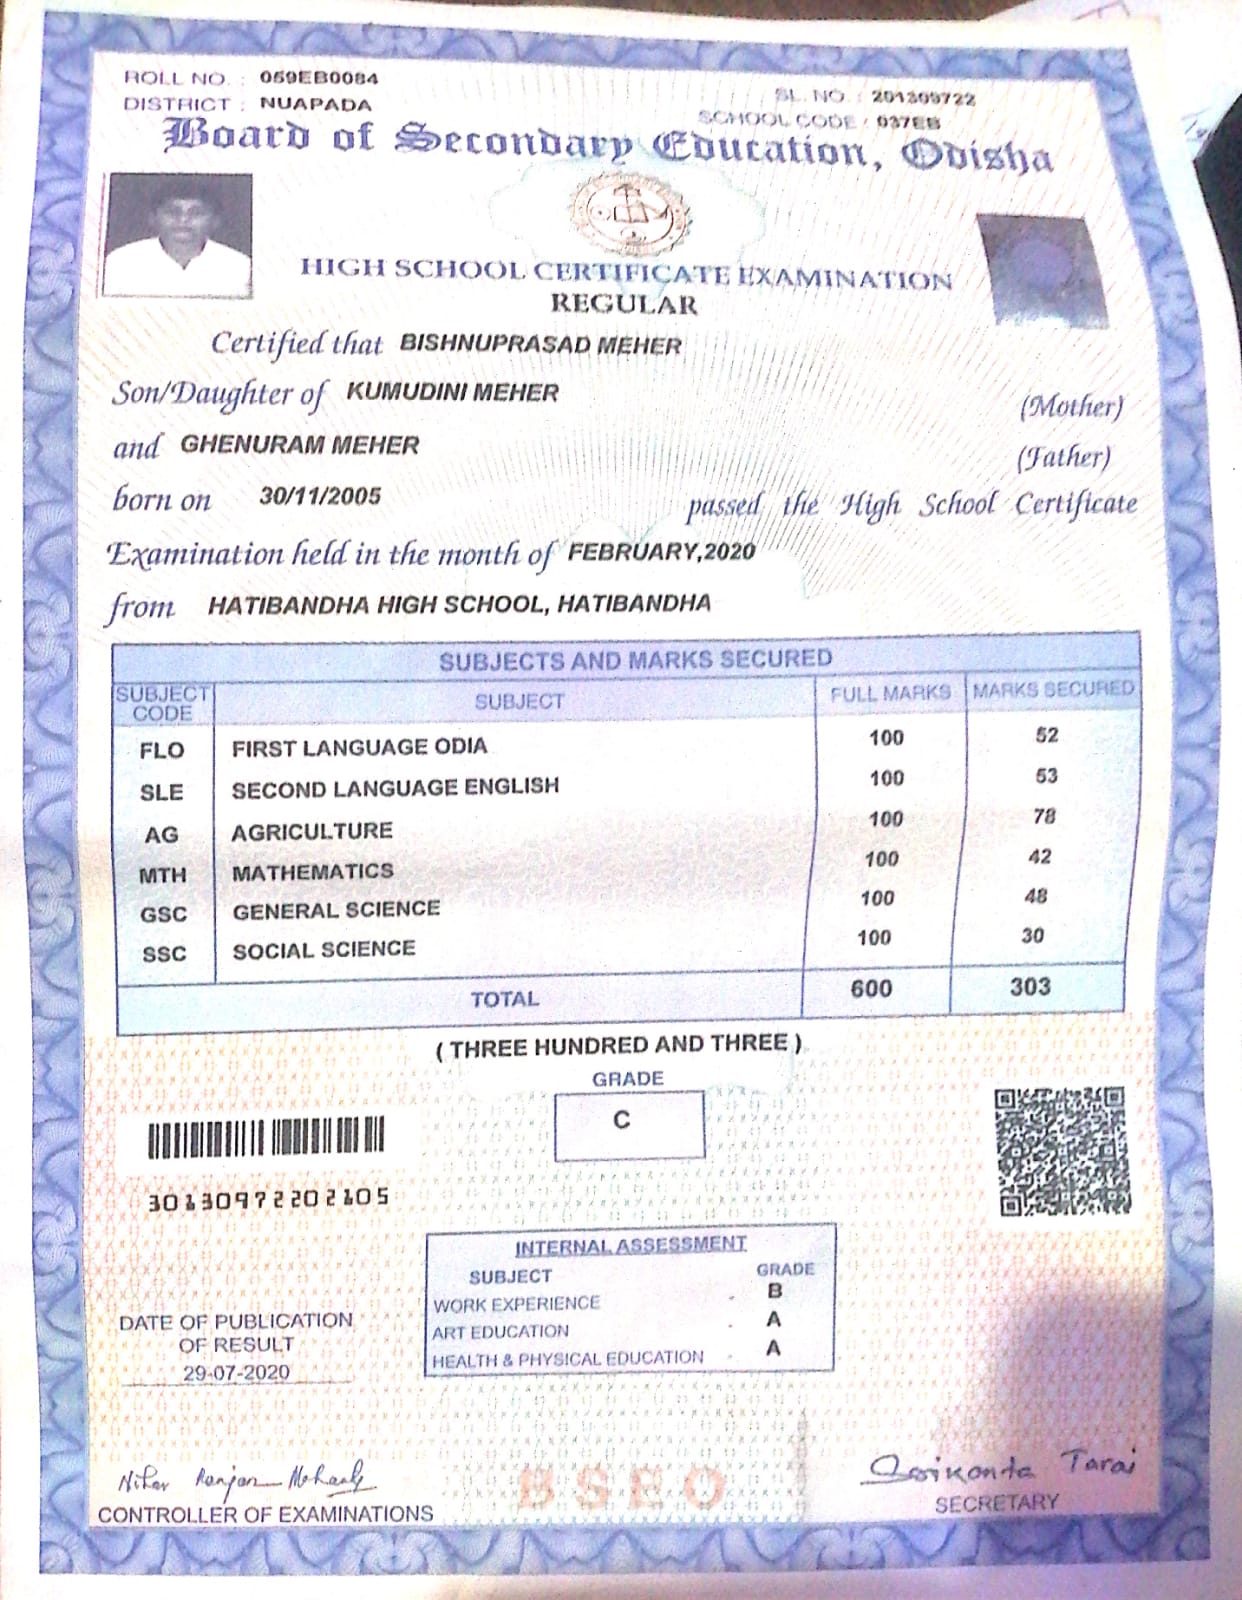 ROLL NO. : 059EB0084
DISTRICT : NUAPADA
SL. NO. : 201309722
SCHOOL CODE : 037EB
Board of Secondary Education, Odisha
HIGH SCHOOL CERTIFICATE EXAMINATION
REGULAR
Certified that BISHNUPRASAD MEHER
Son/Daughter of KUMUDINI MEHER (Mother)
and GHENURAM MEHER (Father)
born on 30/11/2005 passed the High School Certificate
Examination held in the month of FEBRUARY,2020
from HATIBANDHA HIGH SCHOOL, HATIBANDHA
SUBJECTS AND MARKS SECURED
SUBJECT CODE SUBJECT FULL MARKS MARKS SECURED
FLO FIRST LANGUAGE ODIA 100 52
SLE SECOND LANGUAGE ENGLISH 100 53
AG AGRICULTURE 100 78
MTH MATHEMATICS 100 42
GSC GENERAL SCIENCE 100 48
SSC SOCIAL SCIENCE 100 30
TOTAL 600 303
( THREE HUNDRED AND THREE )
GRADE
C
30130972202105
INTERNAL ASSESSMENT
SUBJECT GRADE
WORK EXPERIENCE - B
ART EDUCATION - A
HEALTH & PHYSICAL EDUCATION - A
DATE OF PUBLICATION
OF RESULT
29-07-2020
Nihar Ranjan Mohanty
CONTROLLER OF EXAMINATIONS
BSEO
Srikanta Tarai
SECRETARY